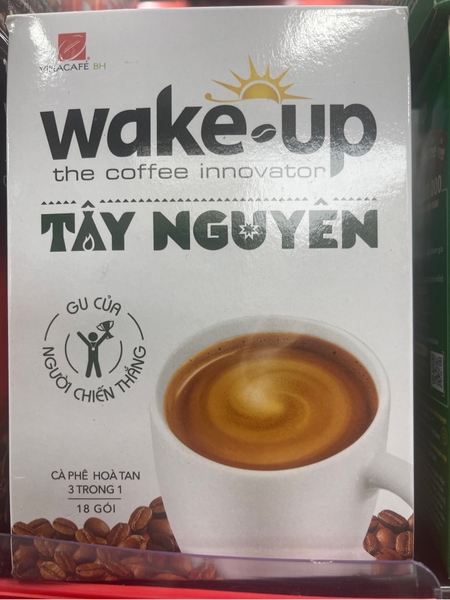 VINACAFÉ BH
wake-up
the coffee innovator
TÂY NGUYÊN
GU CỦA
NGƯỜI CHIẾN THẮNG
CÀ PHÊ HOÀ TAN
3 TRONG 1
18 GÓI